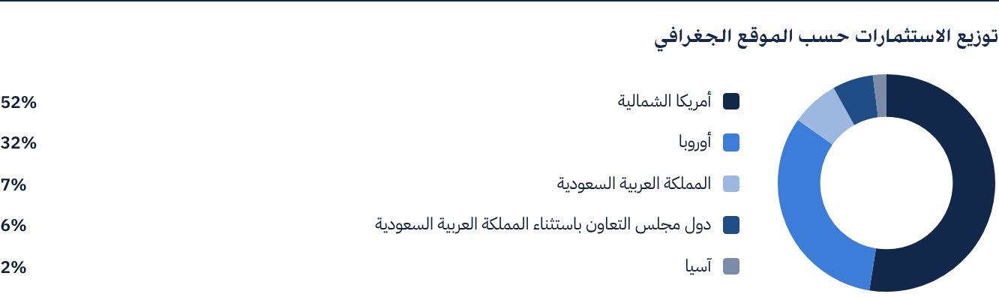 توزيع الاستثمارات حسب الموقع الجغرافي
أمريكا الشمالية 52%
أوروبا 32%
المملكة العربية السعودية 7%
دول مجلس التعاون باستثناء المملكة العربية السعودية 6%
آسيا 2%